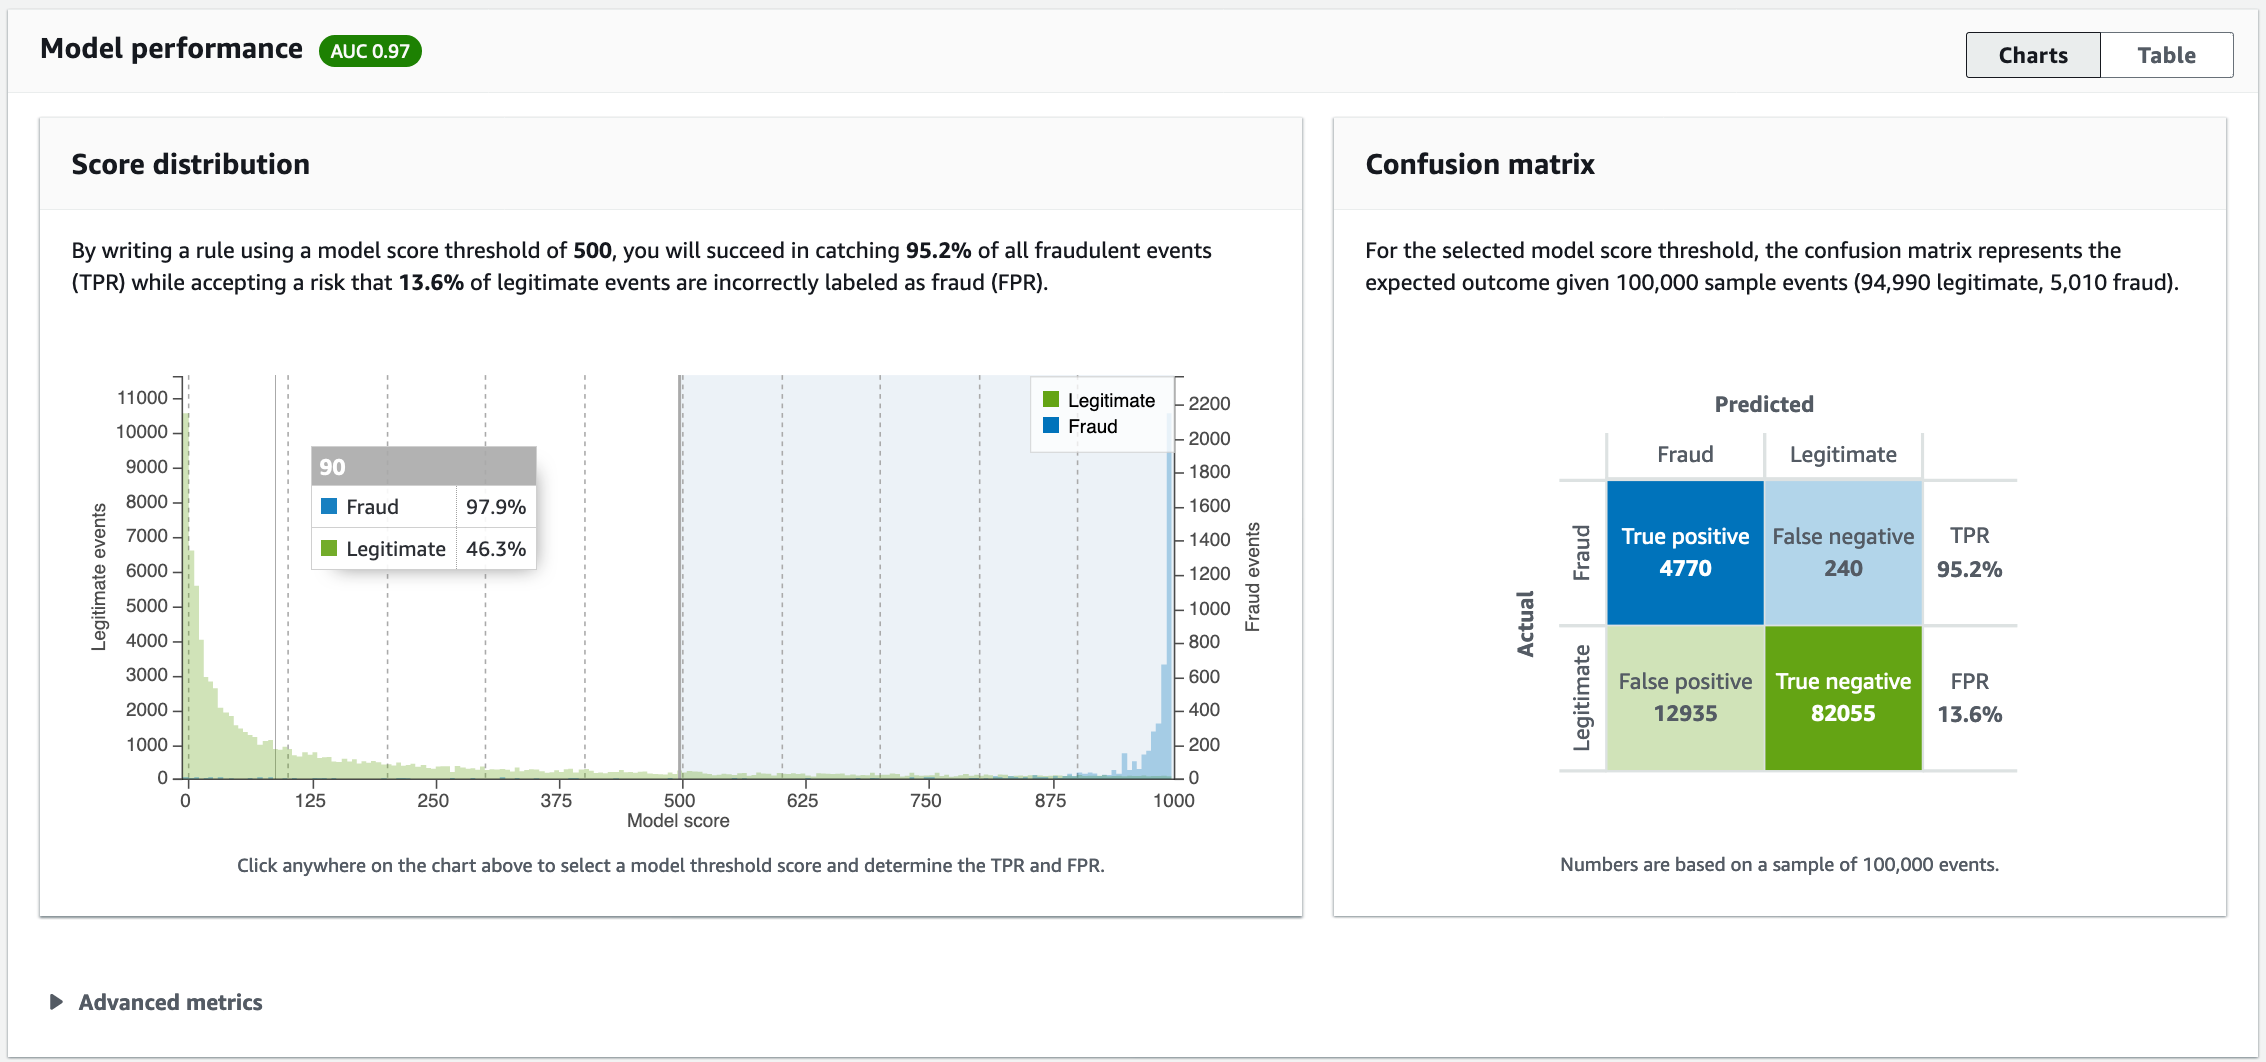 Model performance AUC 0.97
Charts Table
Score distribution
By writing a rule using a model score threshold of 500, you will succeed in catching 95.2% of all fraudulent events
(TPR) while accepting a risk that 13.6% of legitimate events are incorrectly labeled as fraud (FPR).
Legitimate events
11000
10000
9000
8000
7000
6000
5000
4000
3000
2000
1000
0
90
Fraud 97.9%
Legitimate 46.3%
Legitimate
Fraud
2200
2000
1800
1600
1400
1200
1000
800
600
400
200
0
Fraud events
0 125 250 375 500 625 750 875 1000
Model score
Click anywhere on the chart above to select a model threshold score and determine the TPR and FPR.
Confusion matrix
For the selected model score threshold, the confusion matrix represents the
expected outcome given 100,000 sample events (94,990 legitimate, 5,010 fraud).
Predicted
Fraud Legitimate
Actual
Fraud
True positive False negative TPR
4770 240 95.2%
Legitimate
False positive True negative FPR
12935 82055 13.6%
Numbers are based on a sample of 100,000 events.
Advanced metrics